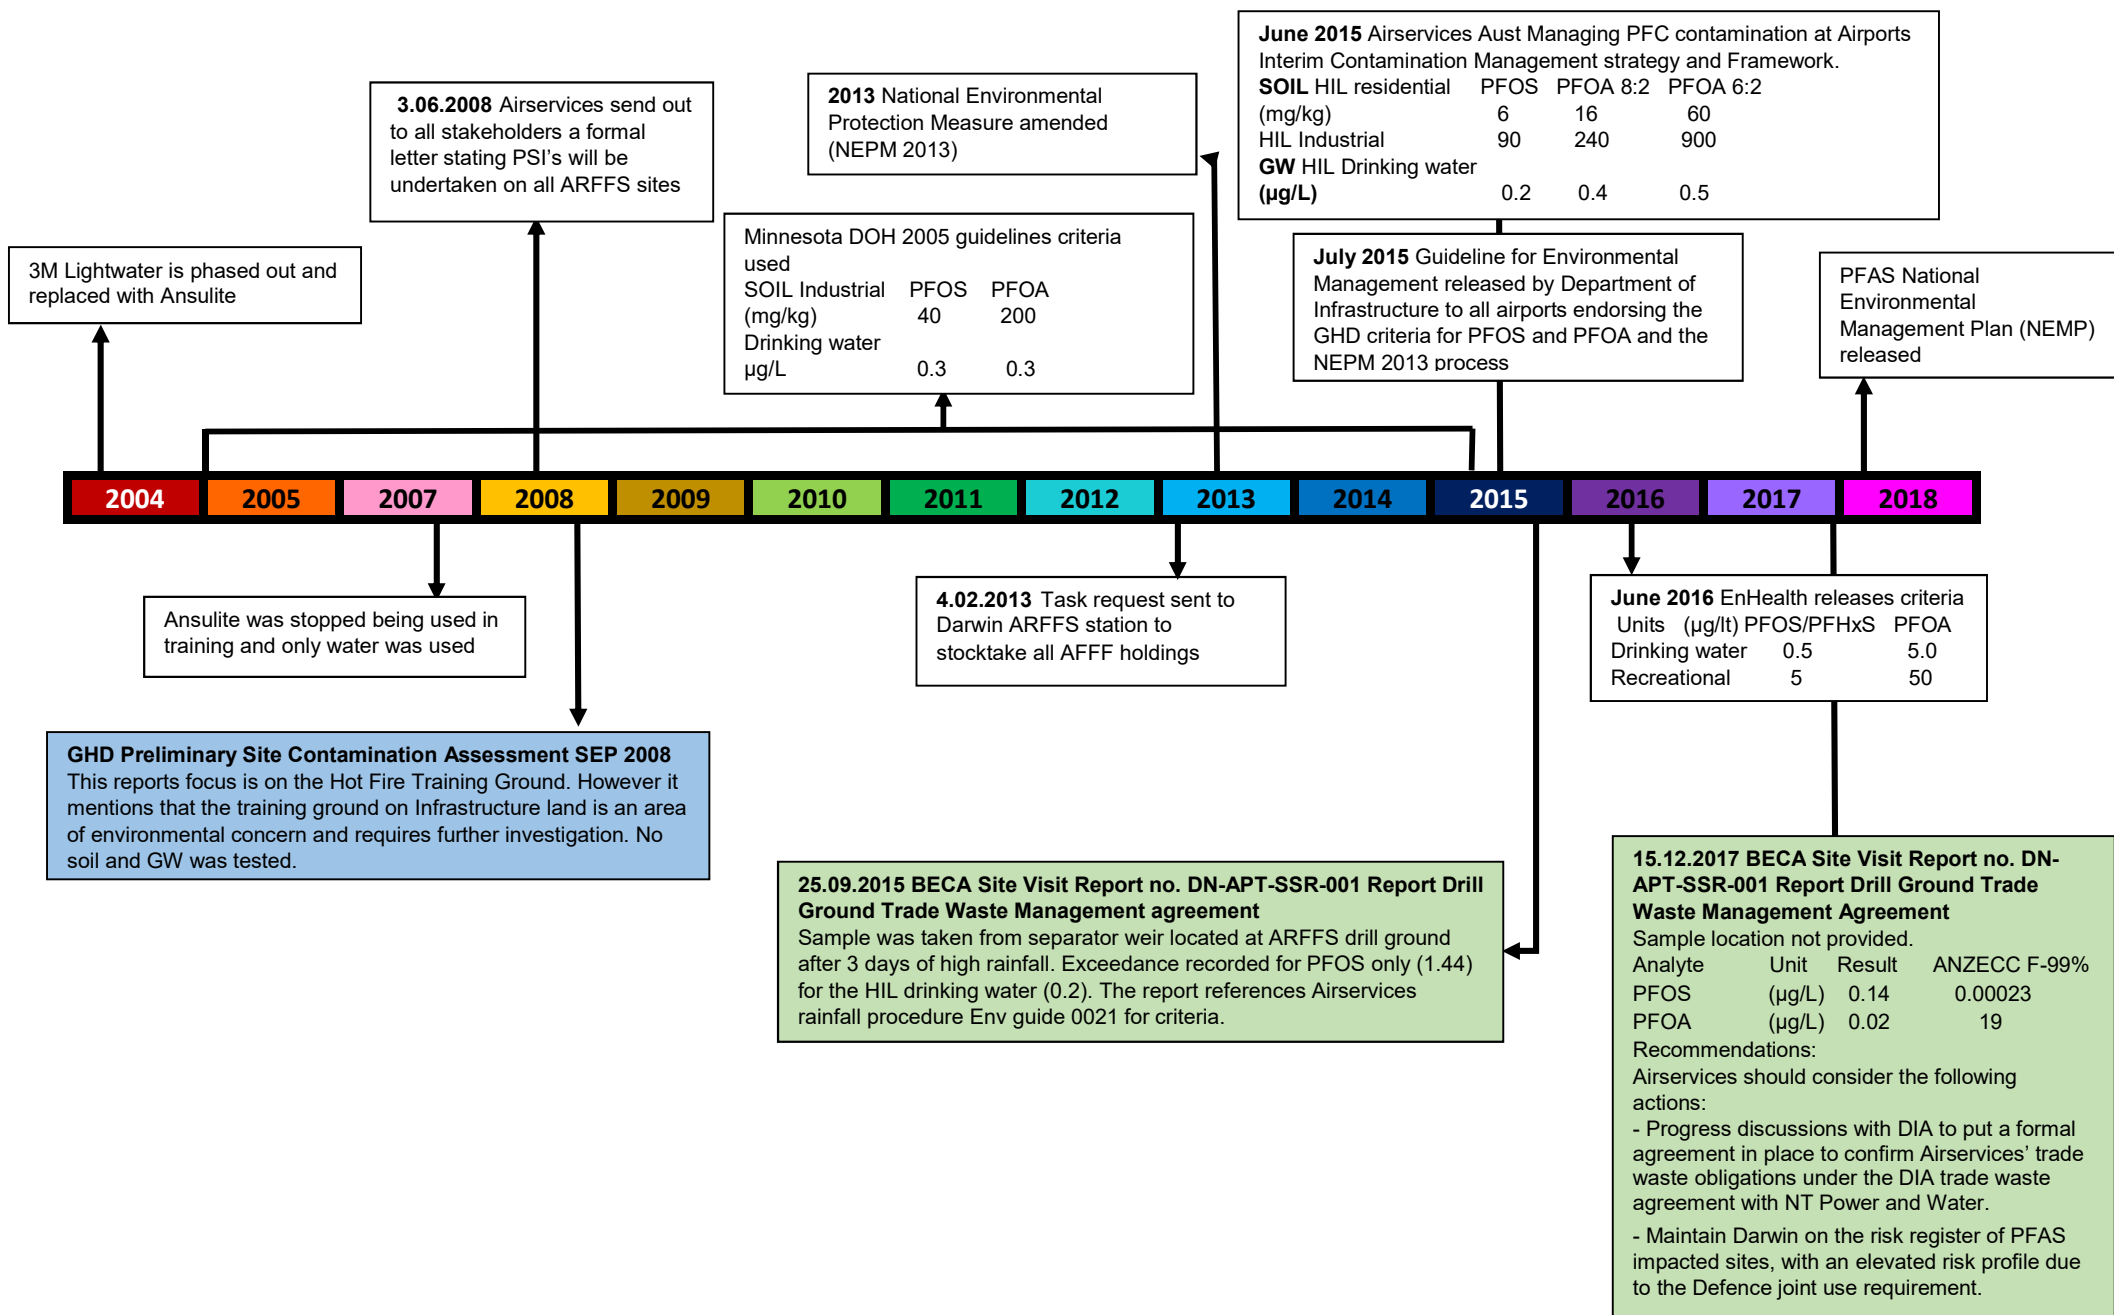 June 2015 Airservices Aust Managing PFC contamination at Airports
Interim Contamination Management strategy and Framework.
SOIL HIL residential PFOS PFOA 8:2 PFOA 6:2
(mg/kg) 6 16 60
HIL Industrial 90 240 900
GW HIL Drinking water
(µg/L) 0.2 0.4 0.5
3.06.2008 Airservices send out
to all stakeholders a formal
letter stating PSI's will be
undertaken on all ARFFS sites
2013 National Environmental
Protection Measure amended
(NEPM 2013)
Minnesota DOH 2005 guidelines criteria
used
SOIL Industrial PFOS PFOA
(mg/kg) 40 200
Drinking water
µg/L 0.3 0.3
July 2015 Guideline for Environmental
Management released by Department of
Infrastructure to all airports endorsing the
GHD criteria for PFOS and PFOA and the
NEPM 2013 process
3M Lightwater is phased out and
replaced with Ansulite
PFAS National
Environmental
Management Plan (NEMP)
released
2004 2005 2007 2008 2009 2010 2011 2012 2013 2014 2015 2016 2017 2018
Ansulite was stopped being used in
training and only water was used
4.02.2013 Task request sent to
Darwin ARFFS station to
stocktake all AFFF holdings
June 2016 EnHealth releases criteria
Units (µg/lt) PFOS/PFHxS PFOA
Drinking water 0.5 5.0
Recreational 5 50
GHD Preliminary Site Contamination Assessment SEP 2008
This reports focus is on the Hot Fire Training Ground. However it
mentions that the training ground on Infrastructure land is an area
of environmental concern and requires further investigation. No
soil and GW was tested.
25.09.2015 BECA Site Visit Report no. DN-APT-SSR-001 Report Drill
Ground Trade Waste Management agreement
Sample was taken from separator weir located at ARFFS drill ground
after 3 days of high rainfall. Exceedance recorded for PFOS only (1.44)
for the HIL drinking water (0.2). The report references Airservices
rainfall procedure Env guide 0021 for criteria.
15.12.2017 BECA Site Visit Report no. DN-
APT-SSR-001 Report Drill Ground Trade
Waste Management Agreement
Sample location not provided.
Analyte Unit Result ANZECC F-99%
PFOS (µg/L) 0.14 0.00023
PFOA (µg/L) 0.02 19
Recommendations:
Airservices should consider the following
actions:
- Progress discussions with DIA to put a formal
agreement in place to confirm Airservices' trade
waste obligations under the DIA trade waste
agreement with NT Power and Water.
- Maintain Darwin on the risk register of PFAS
impacted sites, with an elevated risk profile due
to the Defence joint use requirement.